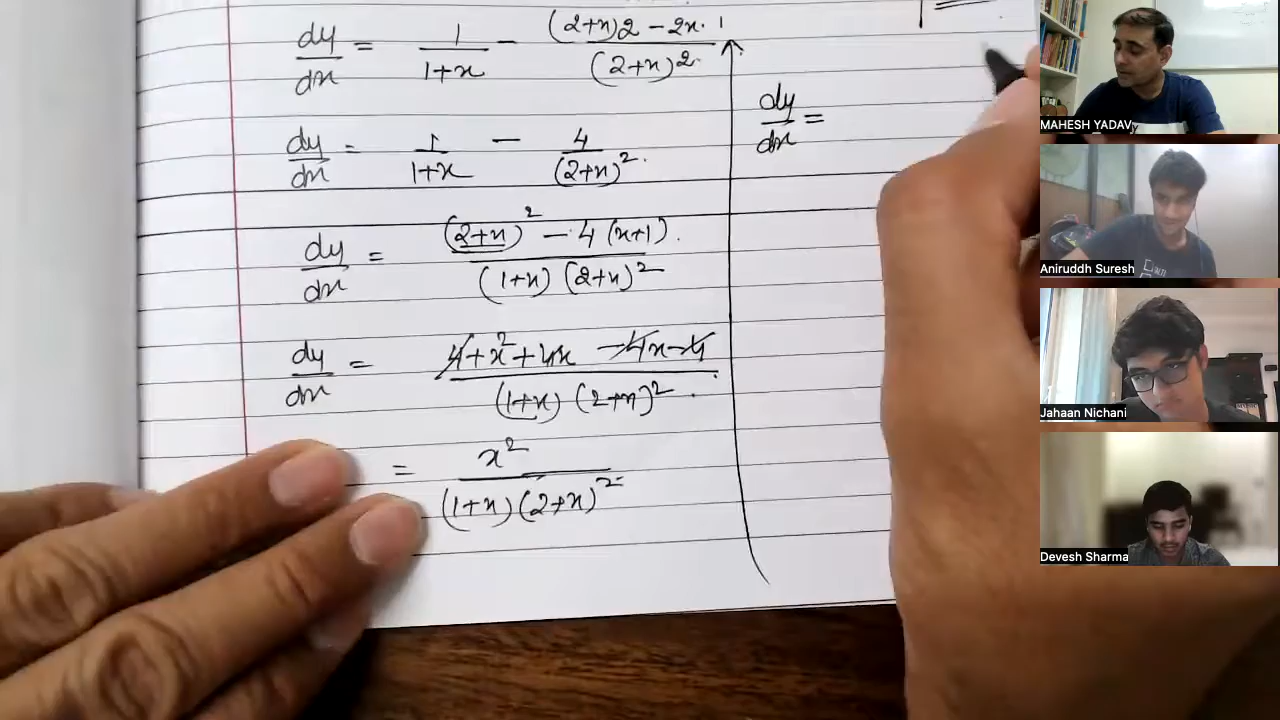 dy/dx = 1/(1+x) - ((2+x)2 - 2x·1)/(2+x)^2
dy/dx = 1/(1+x) - 4/(2+x)^2
dy/dx = ((2+x)^2 - 4(x+1))/((1+x)(2+x)^2)
dy/dx = (4+x^2+4x-4x-4)/((1+x)(2+x)^2)
= x^2/((1+x)(2+x)^2)
dy/dx =
MAHESH YADAV
Aniruddh Suresh
Jahaan Nichani
Devesh Sharma